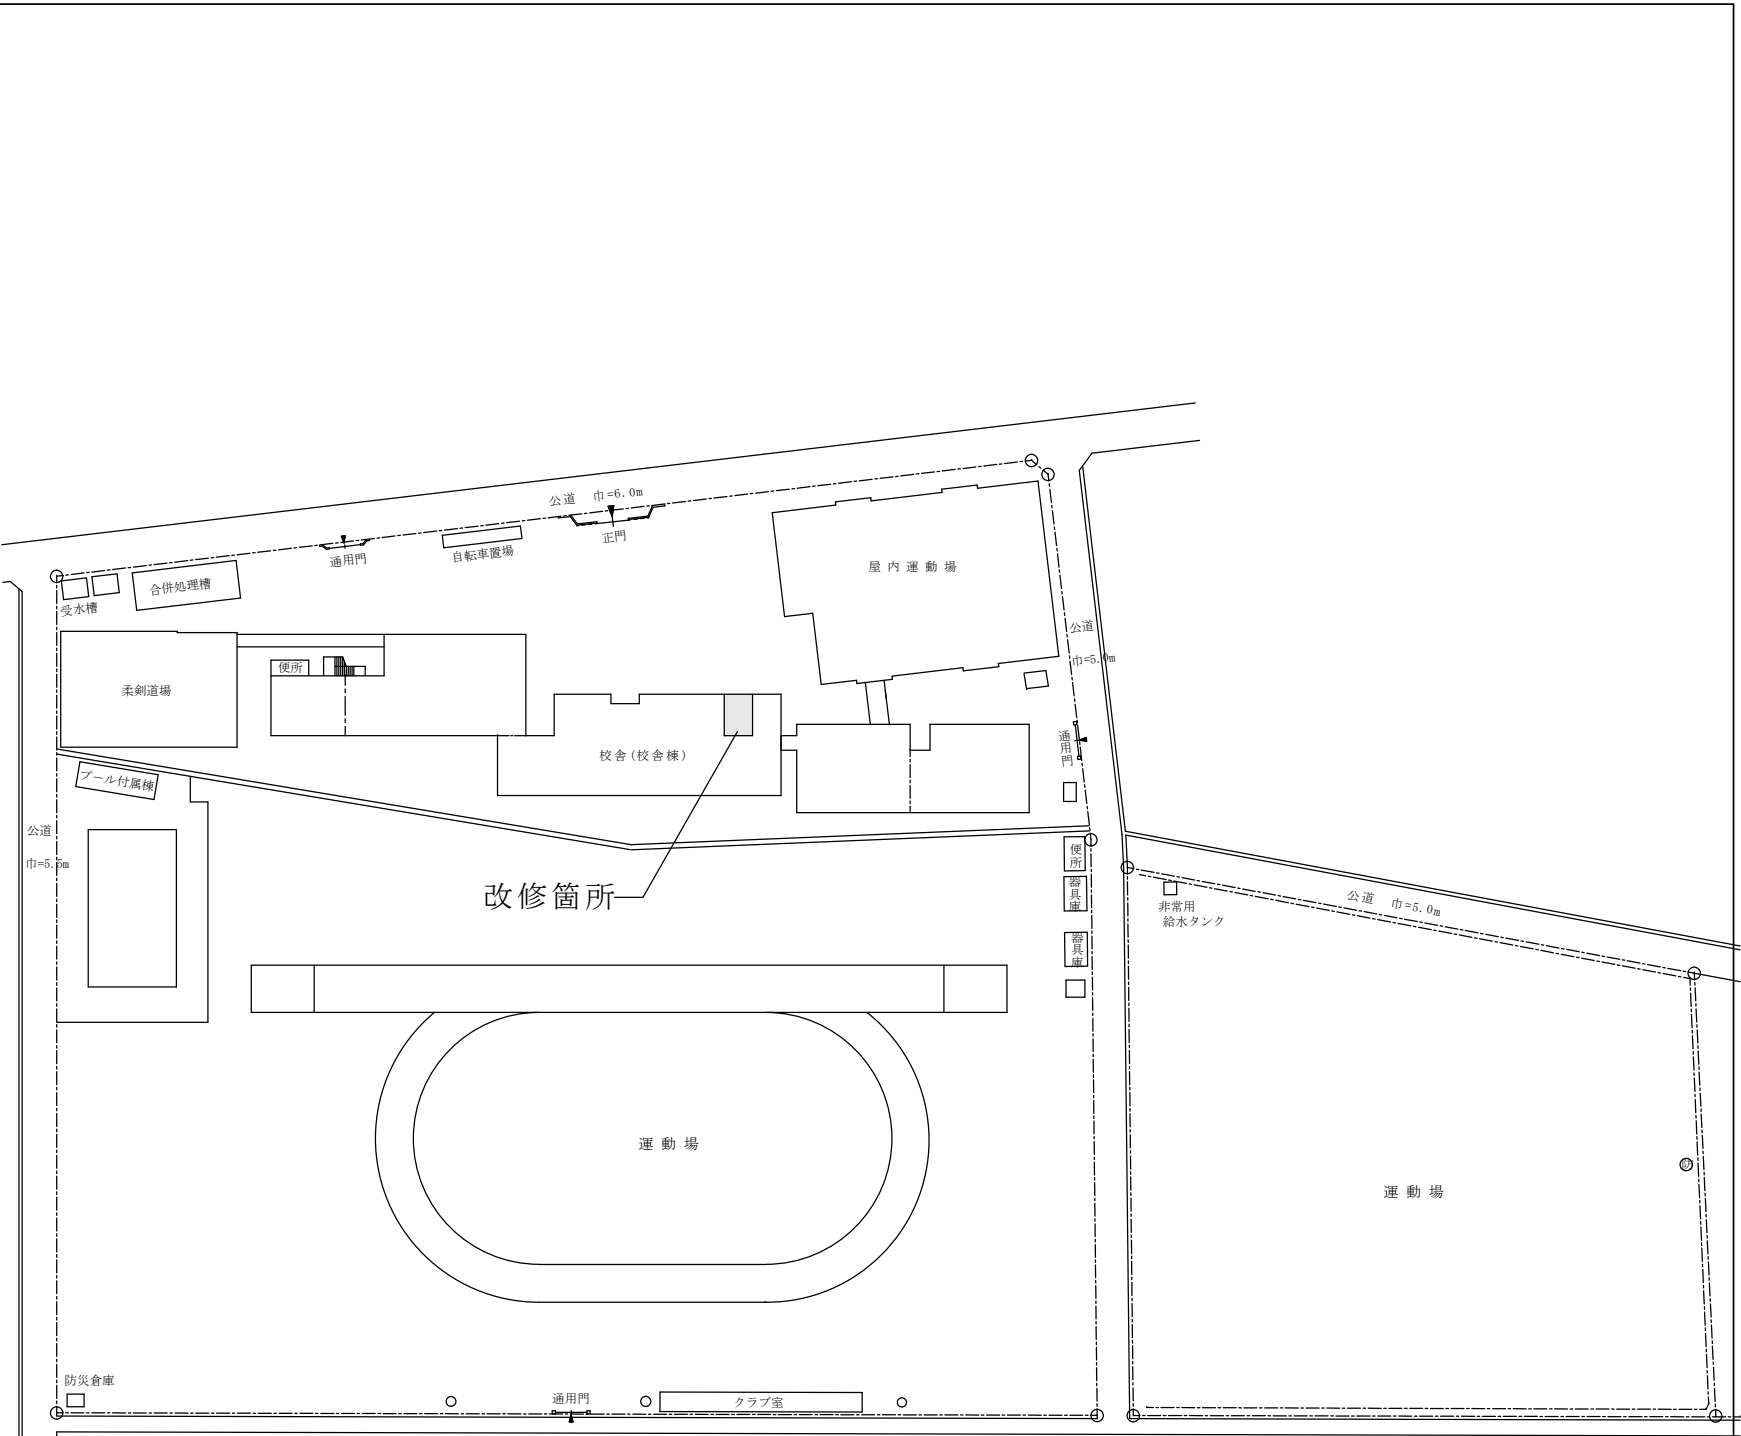 公道 巾=6.0m
正門
通用門
自転車置場
屋内運動場
合併処理槽
受水槽
公道
巾=5.0m
便所
柔剣道場
通用門
校舎(校舎棟)
プール付属棟
公道
巾=5.5m
便所
器具庫
改修箇所
公道 巾=5.0m
非常用
給水タンク
器具庫
運動場
防
運動場
防災倉庫
通用門
クラブ室